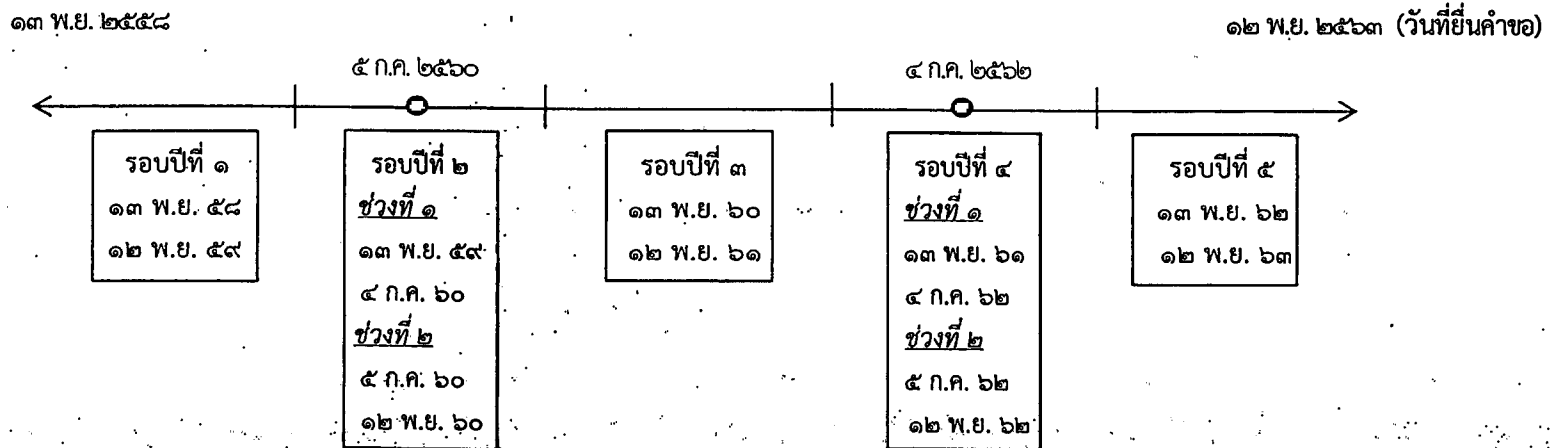 ๑๓ พ.ย. ๒๕๕๘
๑๒ พ.ย. ๒๕๖๓ (วันที่ยื่นคำขอ)
๕ ก.ค. ๒๕๖๐
๔ ก.ค. ๒๕๖๒
รอบปีที่ ๑
๑๓ พ.ย. ๕๘
๑๒ พ.ย. ๕๙
รอบปีที่ ๒
ช่วงที่ ๑
๑๓ พ.ย. ๕๙
๔ ก.ค. ๖๐
ช่วงที่ ๒
๕ ก.ค. ๖๐
๑๒ พ.ย. ๖๐
รอบปีที่ ๓
๑๓ พ.ย. ๖๐
๑๒ พ.ย. ๖๑
รอบปีที่ ๔
ช่วงที่ ๑
๑๓ พ.ย. ๖๑
๔ ก.ค. ๖๒
ช่วงที่ ๒
๕ ก.ค. ๖๒
๑๒ พ.ย. ๖๒
รอบปีที่ ๕
๑๓ พ.ย. ๖๒
๑๒ พ.ย. ๖๓